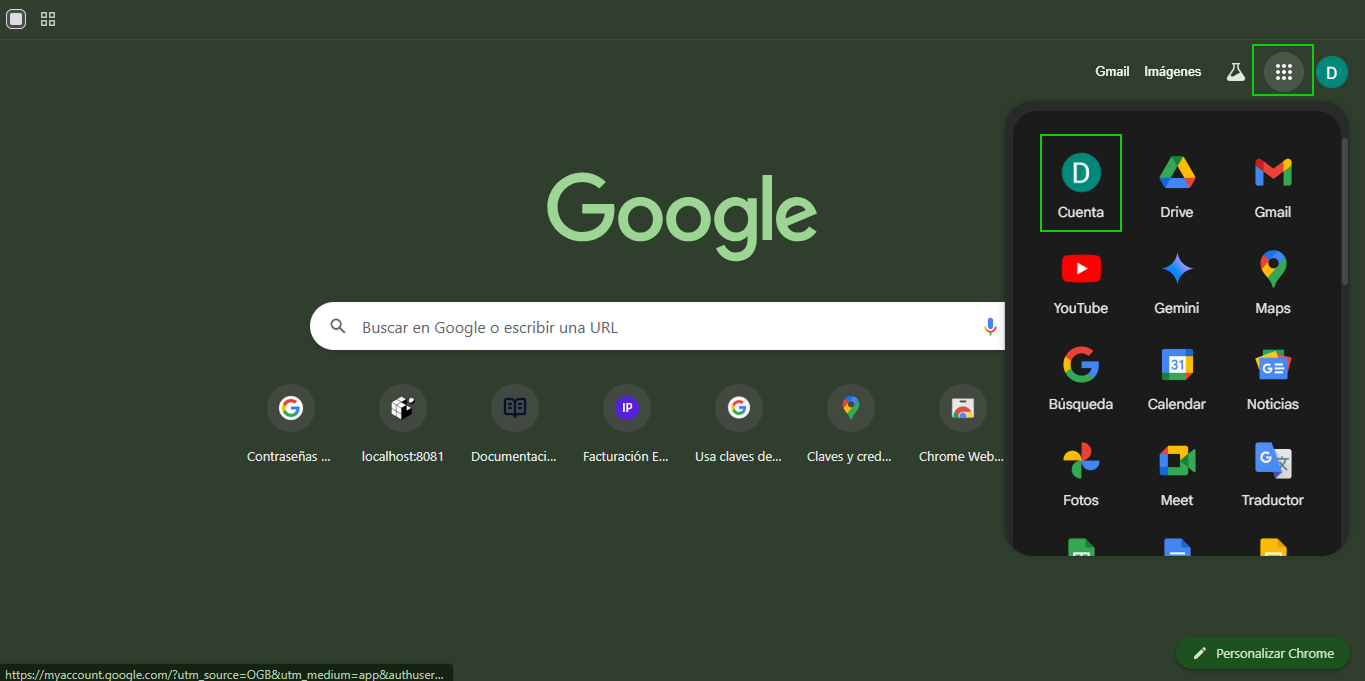 Gmail Imágenes D
D
Cuenta Drive Gmail
Google
YouTube Gemini Maps
Buscar en Google o escribir una URL
31
Búsqueda Calendar Noticias
IP
Contraseñas ... localhost:8081 Documentaci... Facturación E... Usa claves de... Claves y cred... Chrome Web...
Fotos Meet Traductor
Personalizar Chrome
https://myaccount.google.com/?utm_source=OGB&utm_medium=app&authuser...